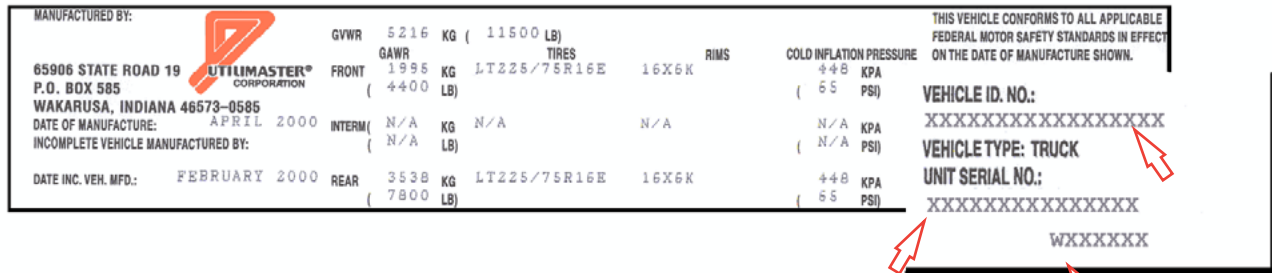 MANUFACTURED BY:
UTILIMASTER®
CORPORATION
65906 STATE ROAD 19
P.O. BOX 585
WAKARUSA, INDIANA 46573–0585
DATE OF MANUFACTURE: APRIL 2000
INCOMPLETE VEHICLE MANUFACTURED BY:
DATE INC. VEH. MFD.: FEBRUARY 2000
GVWR 5216 KG ( 11500 LB)
GAWR TIRES RIMS COLD INFLATION PRESSURE
FRONT 1995 KG LT225/75R16E 16X6K 448 KPA
( 4400 LB) ( 65 PSI)
INTERM( N/A KG N/A N/A N/A KPA
( N/A LB) ( N/A PSI)
REAR 3538 KG LT225/75R16E 16X6K 448 KPA
( 7800 LB) ( 65 PSI)
THIS VEHICLE CONFORMS TO ALL APPLICABLE
FEDERAL MOTOR SAFETY STANDARDS IN EFFECT
ON THE DATE OF MANUFACTURE SHOWN.
VEHICLE ID. NO.:
XXXXXXXXXXXXXXXXX
VEHICLE TYPE: TRUCK
UNIT SERIAL NO.:
XXXXXXXXXXXXXXX
WXXXXXX